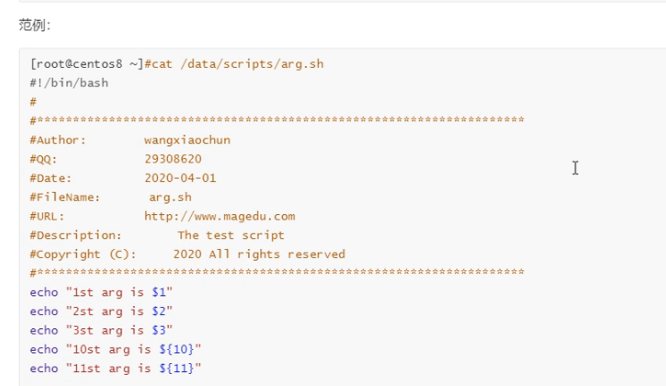 范例：
[root@centos8 ~]#cat /data/scripts/arg.sh
#!/bin/bash
#
#********************************************************************
#Author: wangxiaochun
#QQ: 29308620
#Date: 2020-04-01
#FileName: arg.sh
#URL: http://www.magedu.com
#Description: The test script
#Copyright (C): 2020 All rights reserved
#********************************************************************
echo "1st arg is $1"
echo "2st arg is $2"
echo "3st arg is $3"
echo "10st arg is ${10}"
echo "11st arg is ${11}"